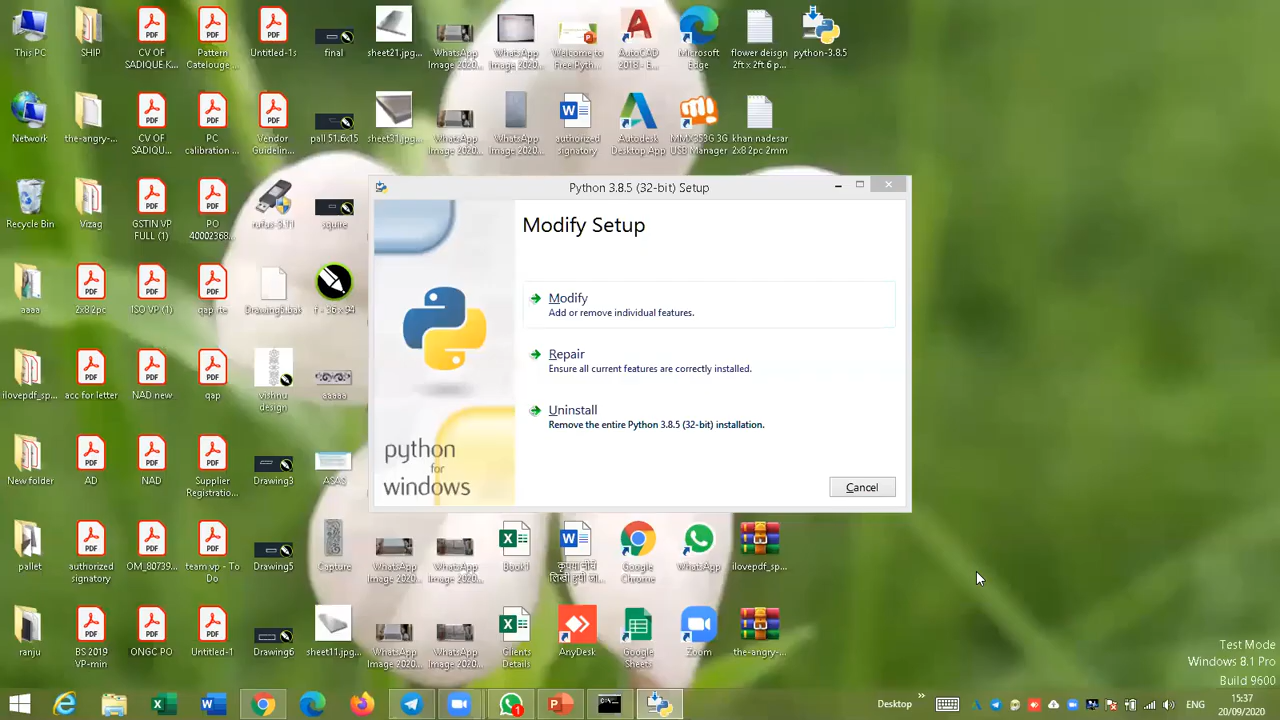 This PC
SHIP
CV OF
SADIQUE K...
Pattern
Catelouge ...
Untitled-1s
final
sheet21.jpg...
WhatsApp
Image 2020...
WhatsApp
Image 2020...
Welcome to
Free Pyth...
AutoCAD
2018 - E...
Microsoft
Edge
flower deisgn
2ft x 2ft 6 p...
python-3.8.5
Network
the-angry-...
CV OF
SADIQU...
PC
calibration ...
Vendor
Guidelin...
pall 51.6x15
sheet31.jpg...
WhatsApp
Image 2020...
WhatsApp
Image 2020...
authorized
signatory
Autodesk
Desktop App
MMX353G 3G
USB Manager
khan nadesar
2x8 2pc 2mm
Python 3.8.5 (32-bit) Setup
Recycle Bin
Vizag
GSTIN VP
FULL (1)
PO
40002368...
rufus-3.11
squire
Modify Setup
aaaa
2x8 2pc
ISO VP (1)
qap rte
Drawing5.bak
f - 36 x 94
Modify
Add or remove individual features.
Repair
Ensure all current features are correctly installed.
ilovepdf_sp...
acc for letter
NAD new
qap
vishnu
design
aaaaa
Uninstall
Remove the entire Python 3.8.5 (32-bit) installation.
python
for
windows
Cancel
New folder
AD
NAD
Supplier
Registratio...
Drawing3
ASAS
pallet
authorized
signatory
OM_80739...
team vp - To
Do
Drawing5
Capture
WhatsApp
Image 2020...
WhatsApp
Image 2020...
Book1
कृपया नीचे
लिखी हुयी जा...
Google
Chrome
WhatsApp
ilovepdf_sp...
ranju
BS 2019
VP-min
ONGC PO
Untitled-1
Drawing6
sheet11.jpg...
WhatsApp
Image 2020...
WhatsApp
Image 2020...
Clients
Details
AnyDesk
Google
Sheets
Zoom
the-angry-...
Test Mode
Windows 8.1 Pro
Build 9600
Desktop
ENG
15:37
20/09/2020